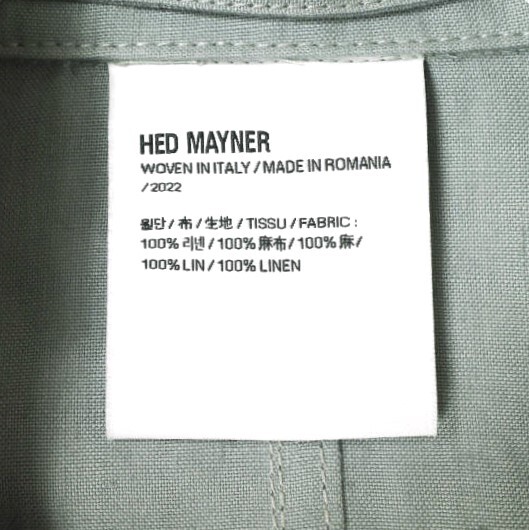 HED MAYNER
WOVEN IN ITALY / MADE IN ROMANIA
/ 2022
원단 / 布 / 生地 / TISSU / FABRIC :
100% 리넨 / 100% 麻布 / 100% 麻 /
100% LIN / 100% LINEN